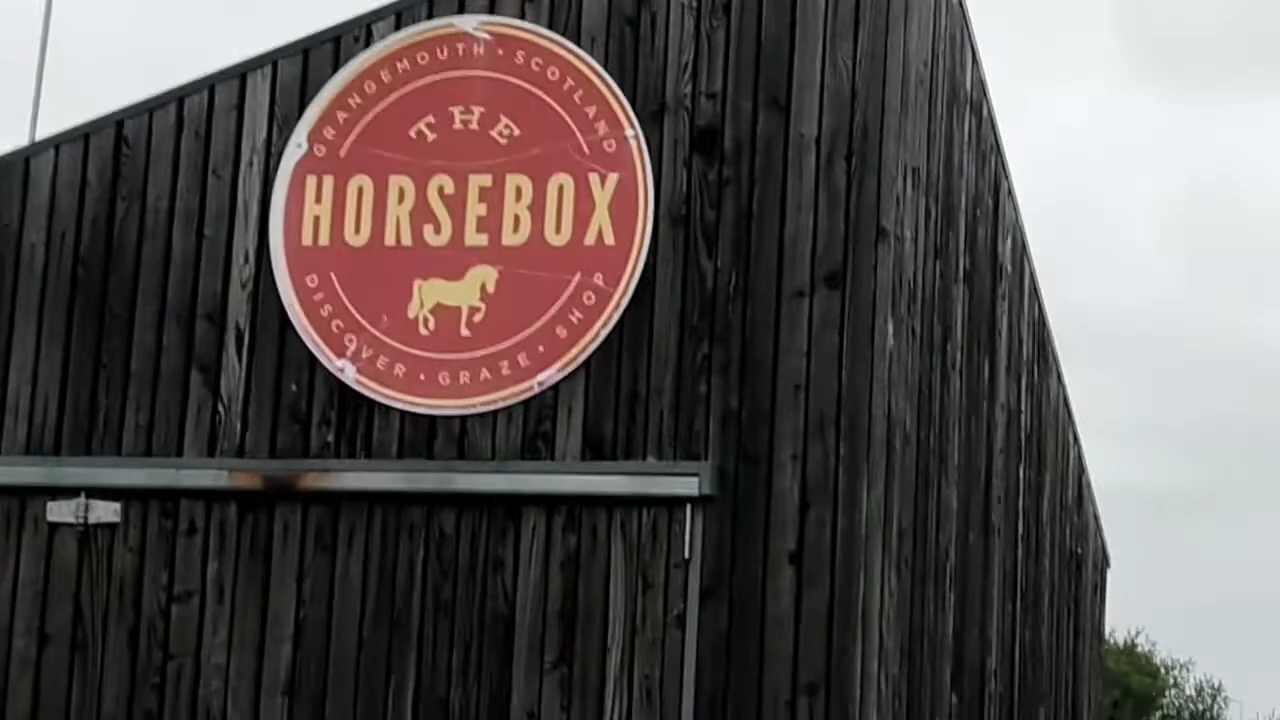 GRANGEMOUTH • SCOTLAND
THE
HORSEBOX
DISCOVER • GRAZE • SHOP